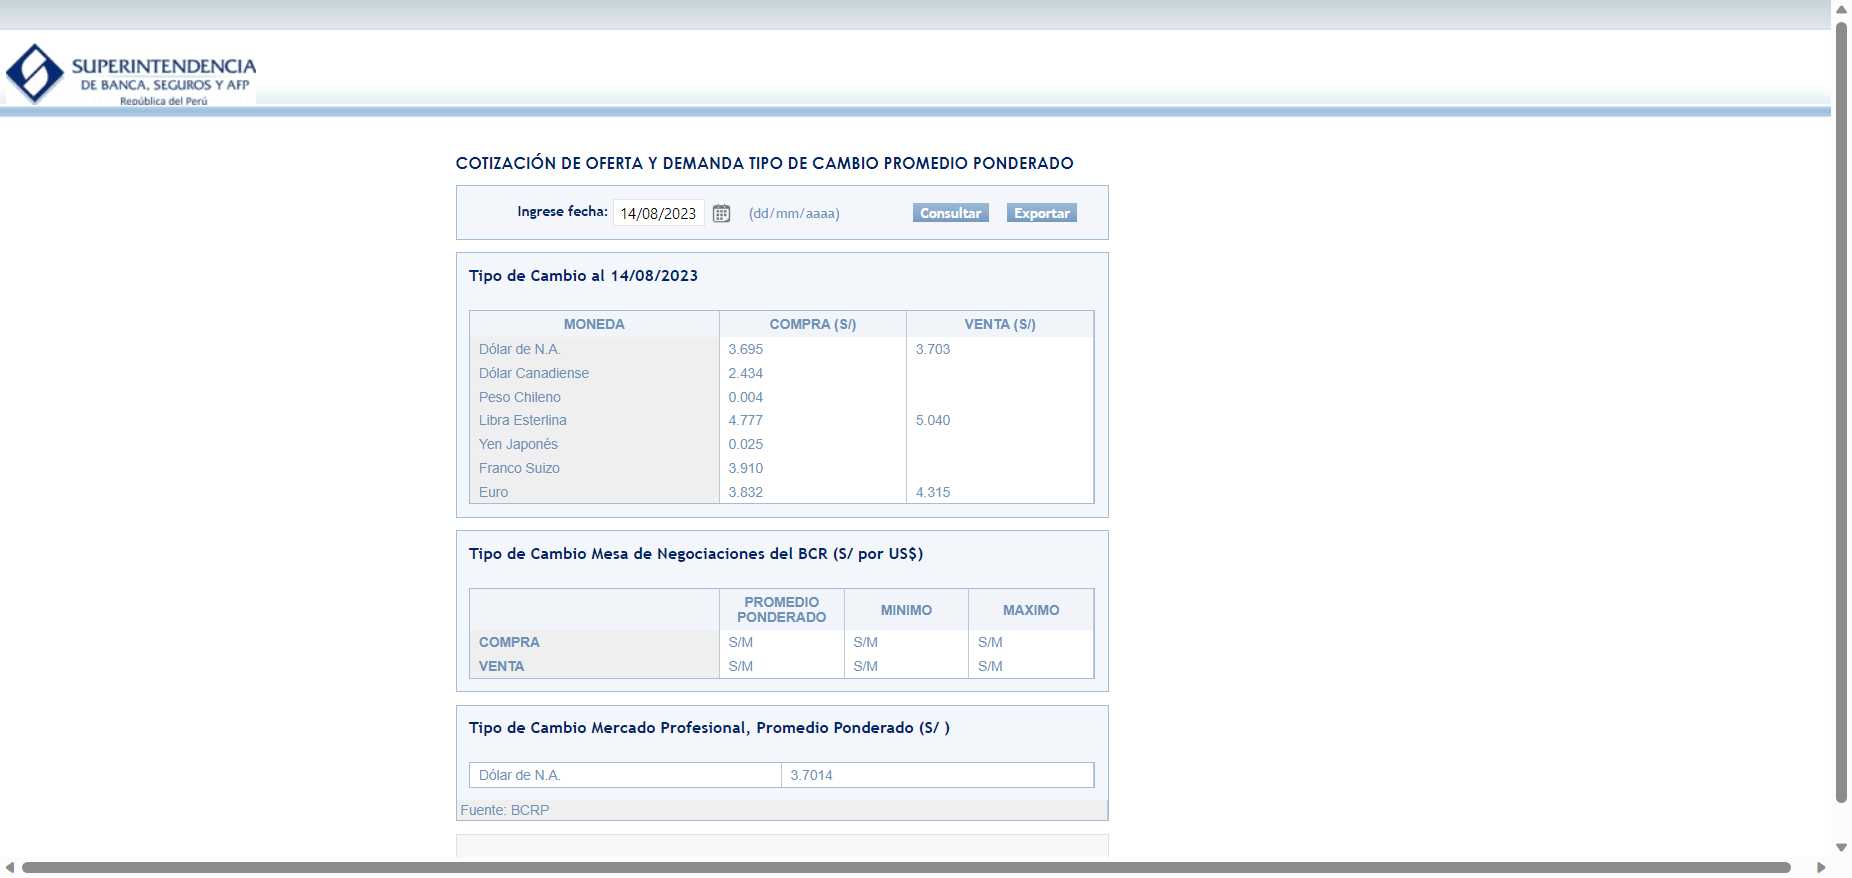 SUPERINTENDENCIA
DE BANCA, SEGUROS Y AFP
República del Perú
COTIZACIÓN DE OFERTA Y DEMANDA TIPO DE CAMBIO PROMEDIO PONDERADO
Ingrese fecha: 14/08/2023 (dd/mm/aaaa) Consultar Exportar
Tipo de Cambio al 14/08/2023
MONEDA COMPRA (S/) VENTA (S/)
Dólar de N.A. 3.695 3.703
Dólar Canadiense 2.434
Peso Chileno 0.004
Libra Esterlina 4.777 5.040
Yen Japonés 0.025
Franco Suizo 3.910
Euro 3.832 4.315
Tipo de Cambio Mesa de Negociaciones del BCR (S/ por US$)
PROMEDIO PONDERADO MINIMO MAXIMO
COMPRA S/M S/M S/M
VENTA S/M S/M S/M
Tipo de Cambio Mercado Profesional, Promedio Ponderado (S/ )
Dólar de N.A. 3.7014
Fuente: BCRP